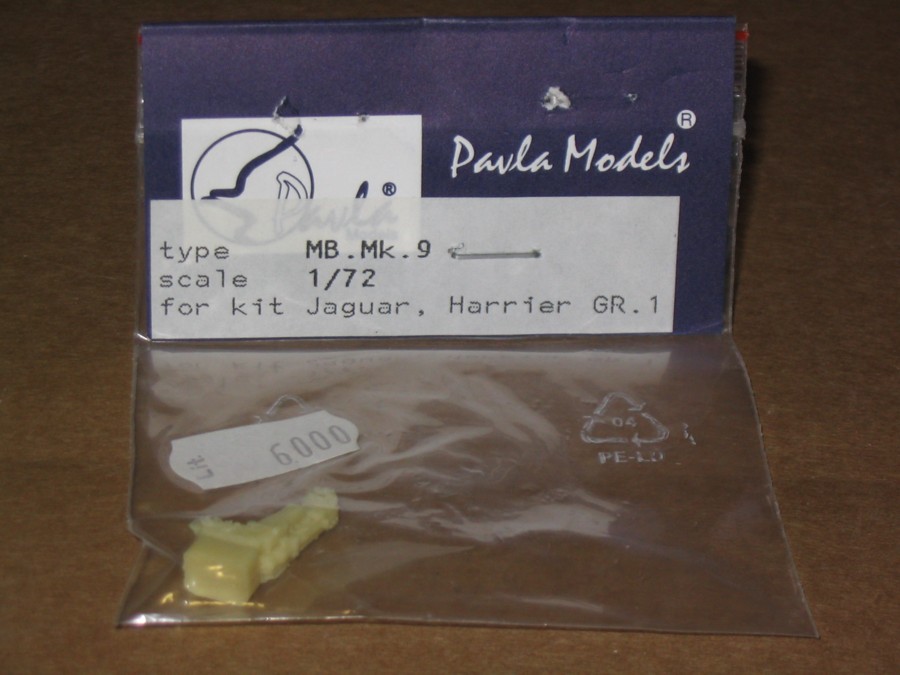 Pavla Models®
Pavla®
type MB.Mk.9
scale 1/72
for kit Jaguar, Harrier GR.1
6000
04
PE-LD